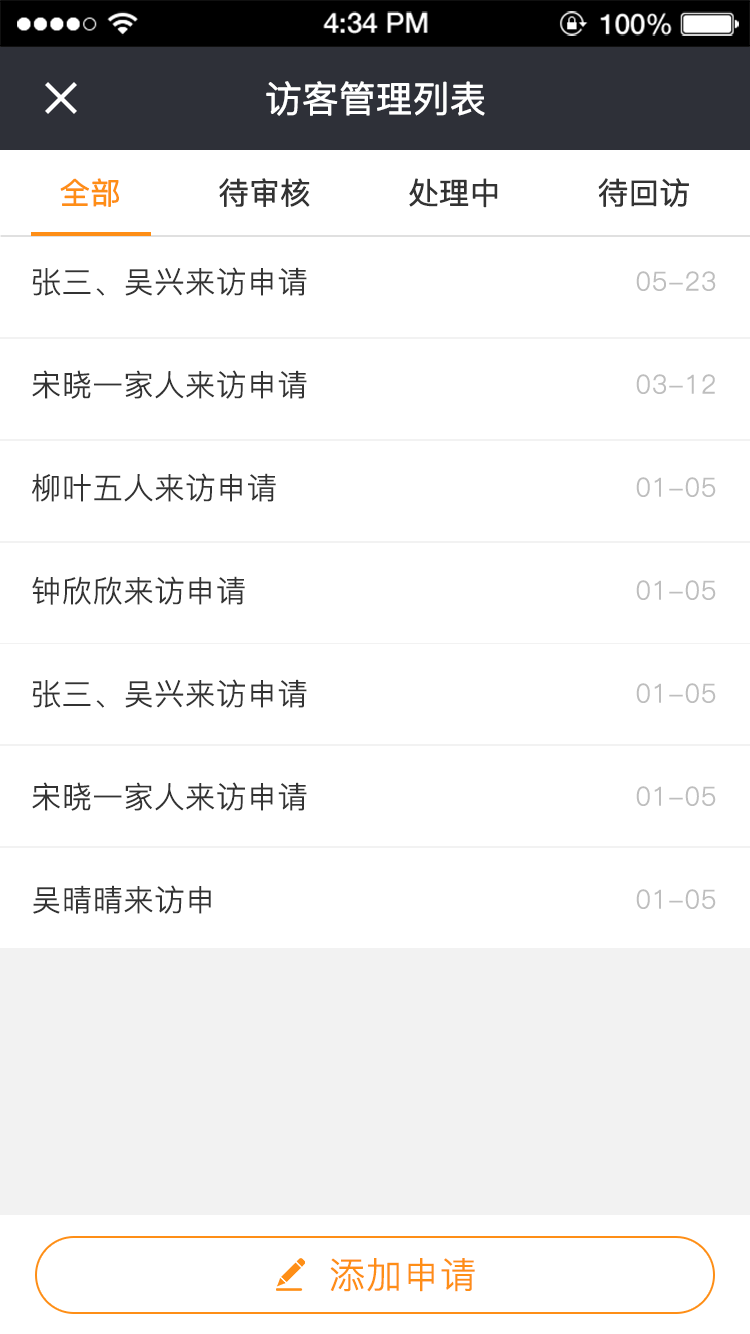 4:34 PM 100%
访客管理列表
全部 待审核 处理中 待回访
张三、吴兴来访申请 05-23
宋晓一家人来访申请 03-12
柳叶五人来访申请 01-05
钟欣欣来访申请 01-05
张三、吴兴来访申请 01-05
宋晓一家人来访申请 01-05
吴晴晴来访申 01-05
添加申请